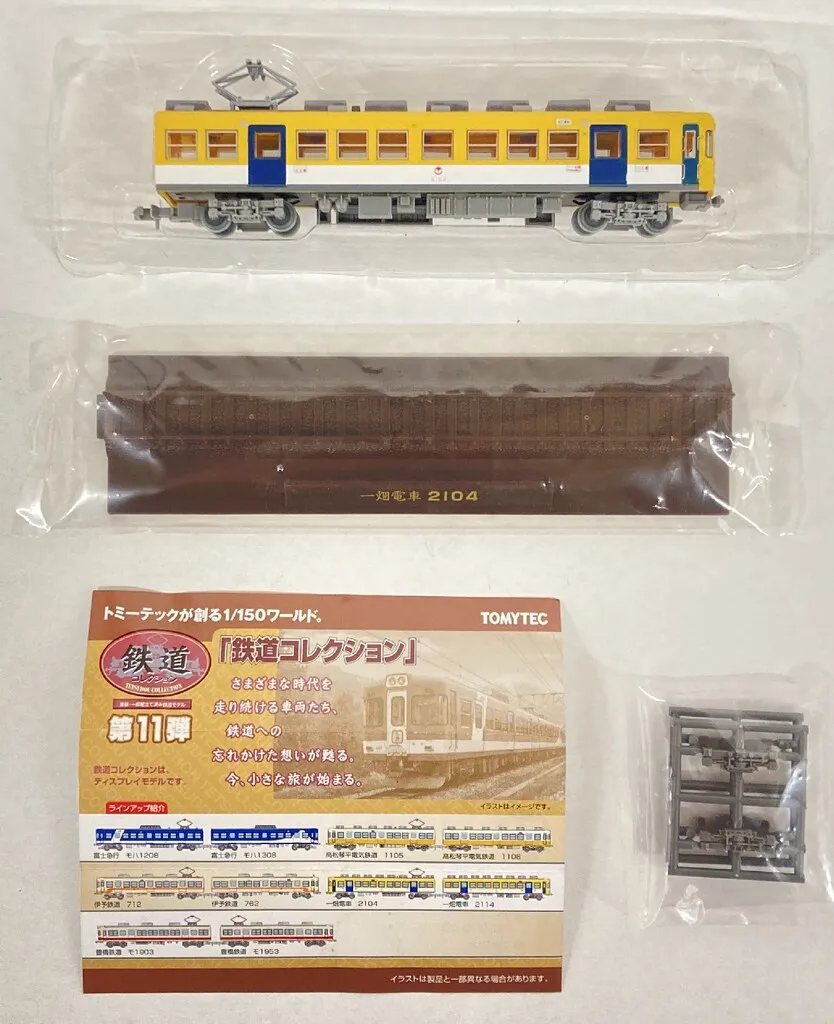 一畑電車 2104
トミーテックが創る1/150ワールド。
TOMYTEC
鉄道
コレクション
TETSUDOU COLLECTION
第11弾
「鉄道コレクション」
さまざまな時代を
走り続ける車両たち、
鉄道への
忘れかけた想いが甦る。
今、小さな旅が始まる。
鉄道コレクションは、
ディスプレイモデルです。
ラインアップ紹介
イラストはイメージです。
富士急行 モハ1206
富士急行 モハ1308
高松琴平電気鉄道 1105
高松琴平電気鉄道 1108
伊予鉄道 712
伊予鉄道 762
一畑電車 2104
一畑電車 2114
豊橋鉄道 モ1903
豊橋鉄道 モ1953
イラストは製品と一部異なる場合があります。